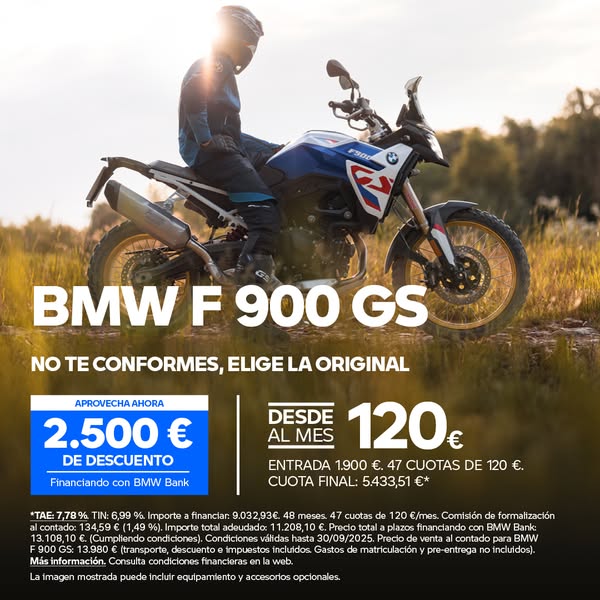 F900
GS
BMW F 900 GS
NO TE CONFORMES, ELIGE LA ORIGINAL
APROVECHA AHORA
2.500 €
DE DESCUENTO
Financiando con BMW Bank
DESDE
AL MES
120€
ENTRADA 1.900 €. 47 CUOTAS DE 120 €.
CUOTA FINAL: 5.433,51 €*
*TAE: 7,78 %. TIN: 6,99 %. Importe a financiar: 9.032,93€. 48 meses. 47 cuotas de 120 €/mes. Comisión de formalización
al contado: 134,59 € (1,49 %). Importe total adeudado: 11.208,10 €. Precio total a plazos financiando con BMW Bank:
13.108,10 €. (Cumpliendo condiciones). Condiciones válidas hasta 30/09/2025. Precio de venta al contado para BMW
F 900 GS: 13.980 € (transporte, descuento e impuestos incluidos. Gastos de matriculación y pre-entrega no incluidos).
Más información. Consulta condiciones financieras en la web.
La imagen mostrada puede incluir equipamiento y accesorios opcionales.